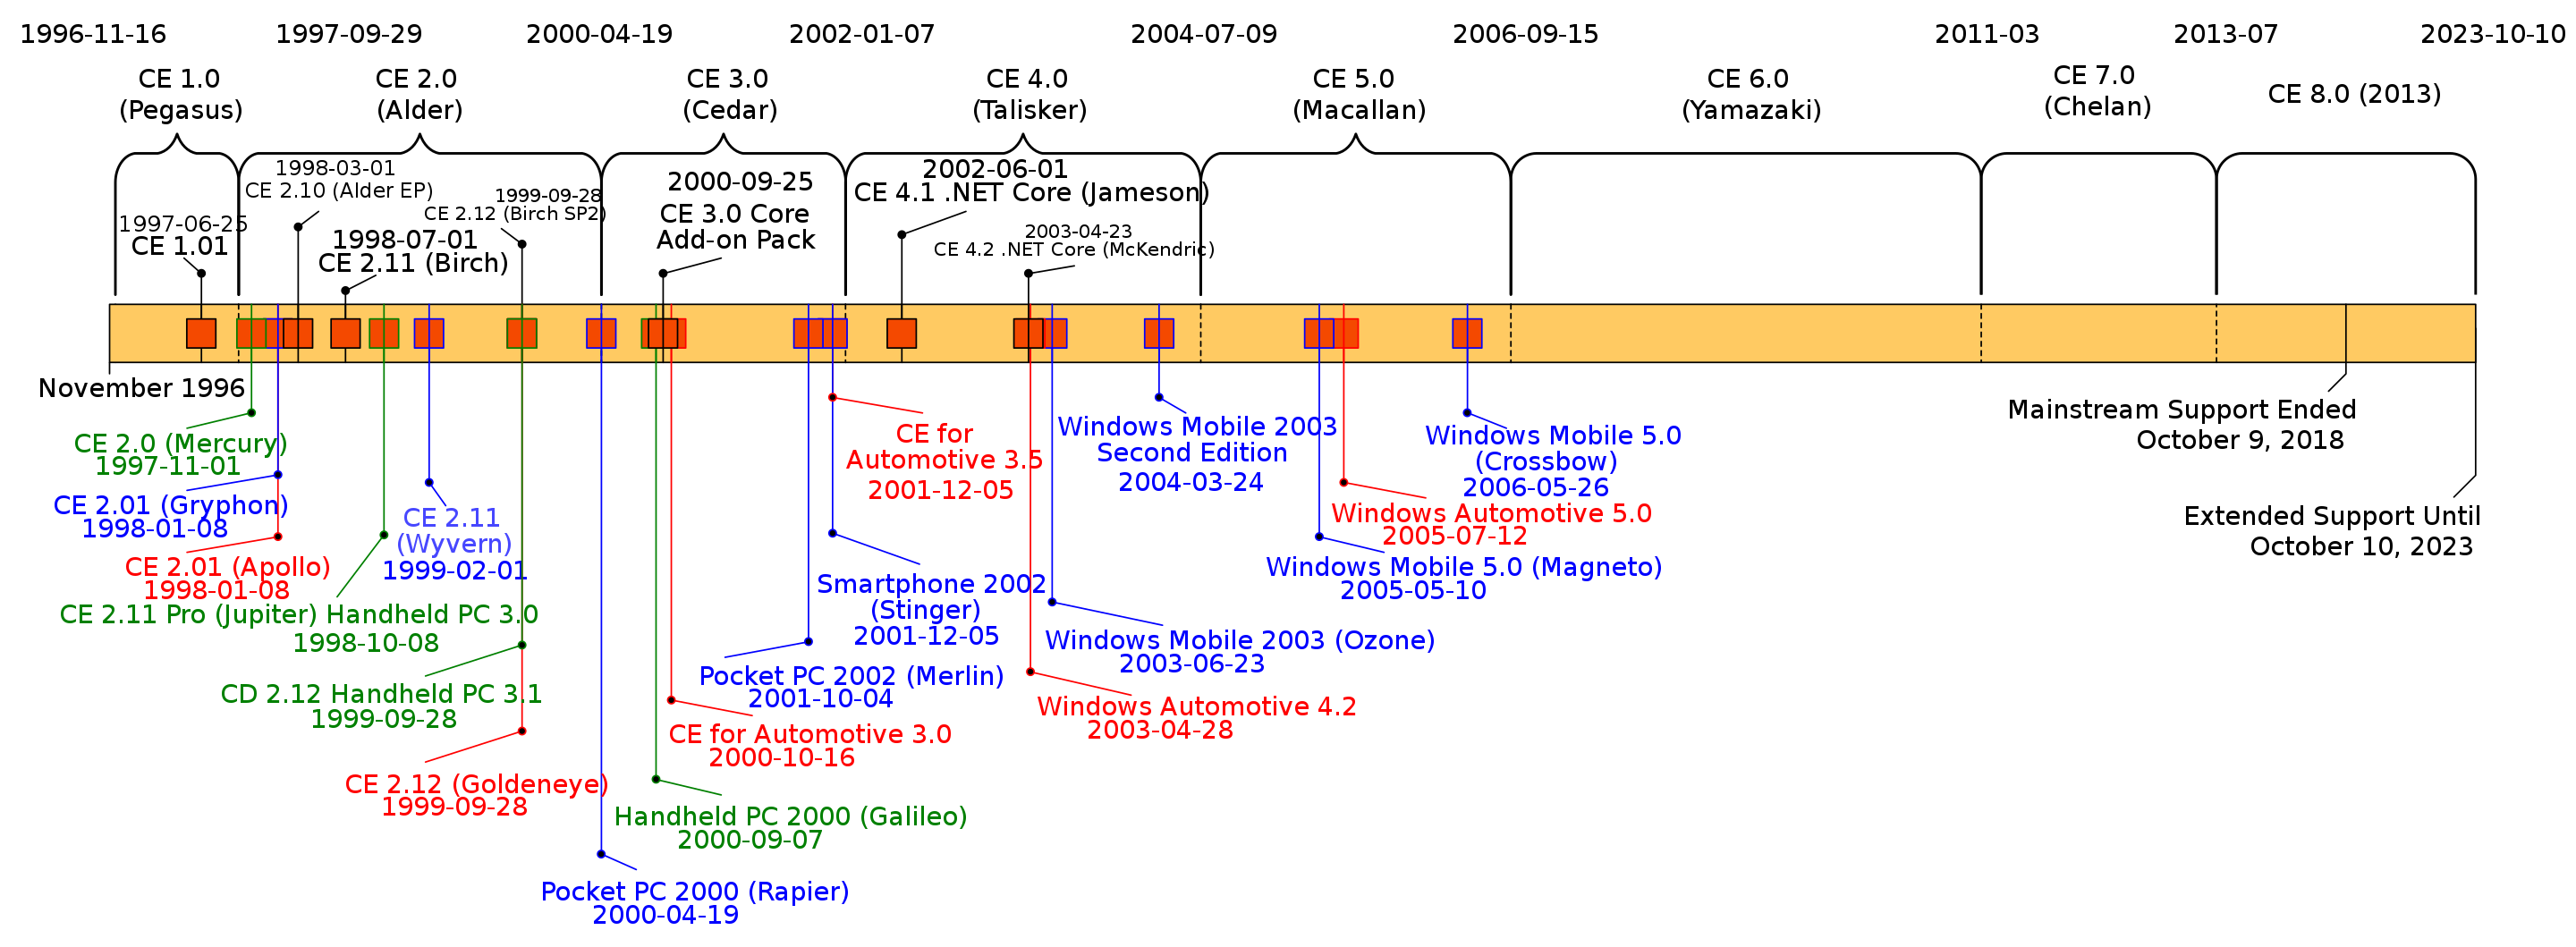 1996-11-16
1997-09-29
2000-04-19
2002-01-07
2004-07-09
2006-09-15
2011-03
2013-07
2023-10-10
CE 1.0
(Pegasus)
CE 2.0
(Alder)
CE 3.0
(Cedar)
CE 4.0
(Talisker)
CE 5.0
(Macallan)
CE 6.0
(Yamazaki)
CE 7.0
(Chelan)
CE 8.0 (2013)
1997-06-25
CE 1.01
1998-03-01
CE 2.10 (Alder EP)
1998-07-01
CE 2.11 (Birch)
1999-09-28
CE 2.12 (Birch SP2)
2000-09-25
CE 3.0 Core
Add-on Pack
2002-06-01
CE 4.1 .NET Core (Jameson)
2003-04-23
CE 4.2 .NET Core (McKendric)
November 1996
CE 2.0 (Mercury)
1997-11-01
CE 2.01 (Gryphon)
1998-01-08
CE 2.01 (Apollo)
1998-01-08
CE 2.11 Pro (Jupiter) Handheld PC 3.0
1998-10-08
CE 2.11
(Wyvern)
1999-02-01
CD 2.12 Handheld PC 3.1
1999-09-28
CE 2.12 (Goldeneye)
1999-09-28
Pocket PC 2000 (Rapier)
2000-04-19
Handheld PC 2000 (Galileo)
2000-09-07
CE for Automotive 3.0
2000-10-16
Pocket PC 2002 (Merlin)
2001-10-04
Smartphone 2002
(Stinger)
2001-12-05
CE for
Automotive 3.5
2001-12-05
Windows Automotive 4.2
2003-04-28
Windows Mobile 2003 (Ozone)
2003-06-23
Windows Mobile 2003
Second Edition
2004-03-24
Windows Mobile 5.0 (Magneto)
2005-05-10
Windows Automotive 5.0
2005-07-12
Windows Mobile 5.0
(Crossbow)
2006-05-26
Mainstream Support Ended
October 9, 2018
Extended Support Until
October 10, 2023